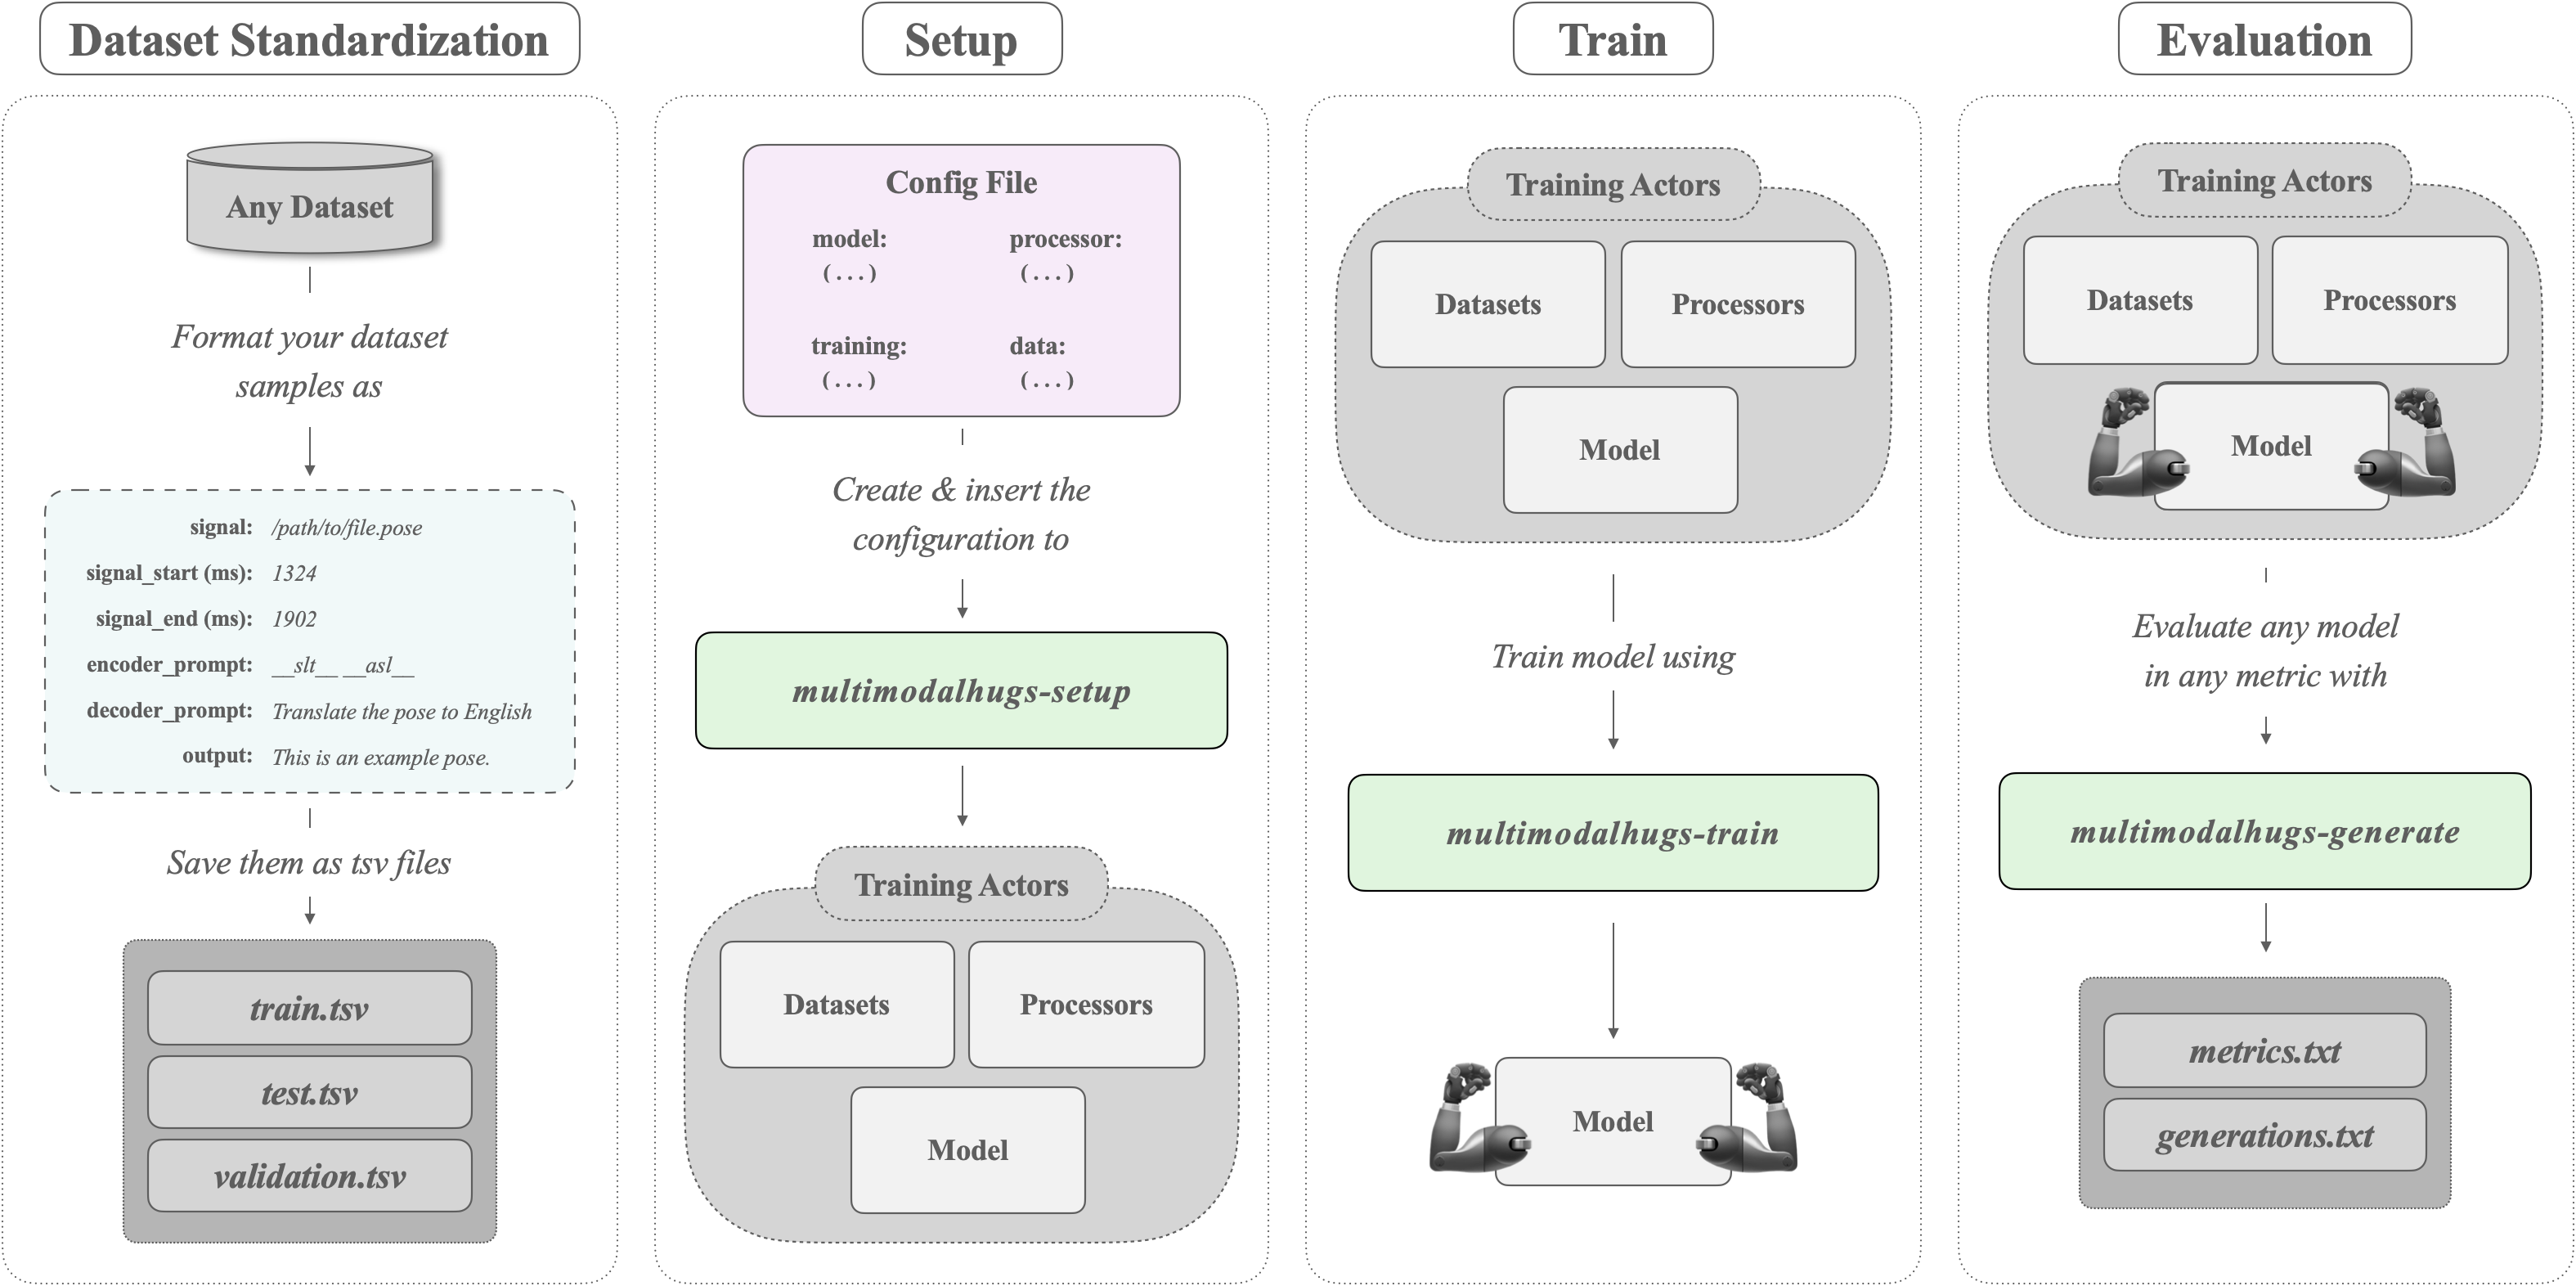 Dataset Standardization
Any Dataset
Format your dataset
samples as
signal: /path/to/file.pose
signal_start (ms): 1324
signal_end (ms): 1902
encoder_prompt: __slt__ __asl__
decoder_prompt: Translate the pose to English
output: This is an example pose.
Save them as tsv files
train.tsv
test.tsv
validation.tsv
Setup
Config File
model: processor:
(...) (...)
training: data:
(...) (...)
Create & insert the
configuration to
multimodalhugs-setup
Training Actors
Datasets Processors
Model
Train
Training Actors
Datasets Processors
Model
Train model using
multimodalhugs-train
Model
Evaluation
Training Actors
Datasets Processors
Model
Evaluate any model
in any metric with
multimodalhugs-generate
metrics.txt
generations.txt